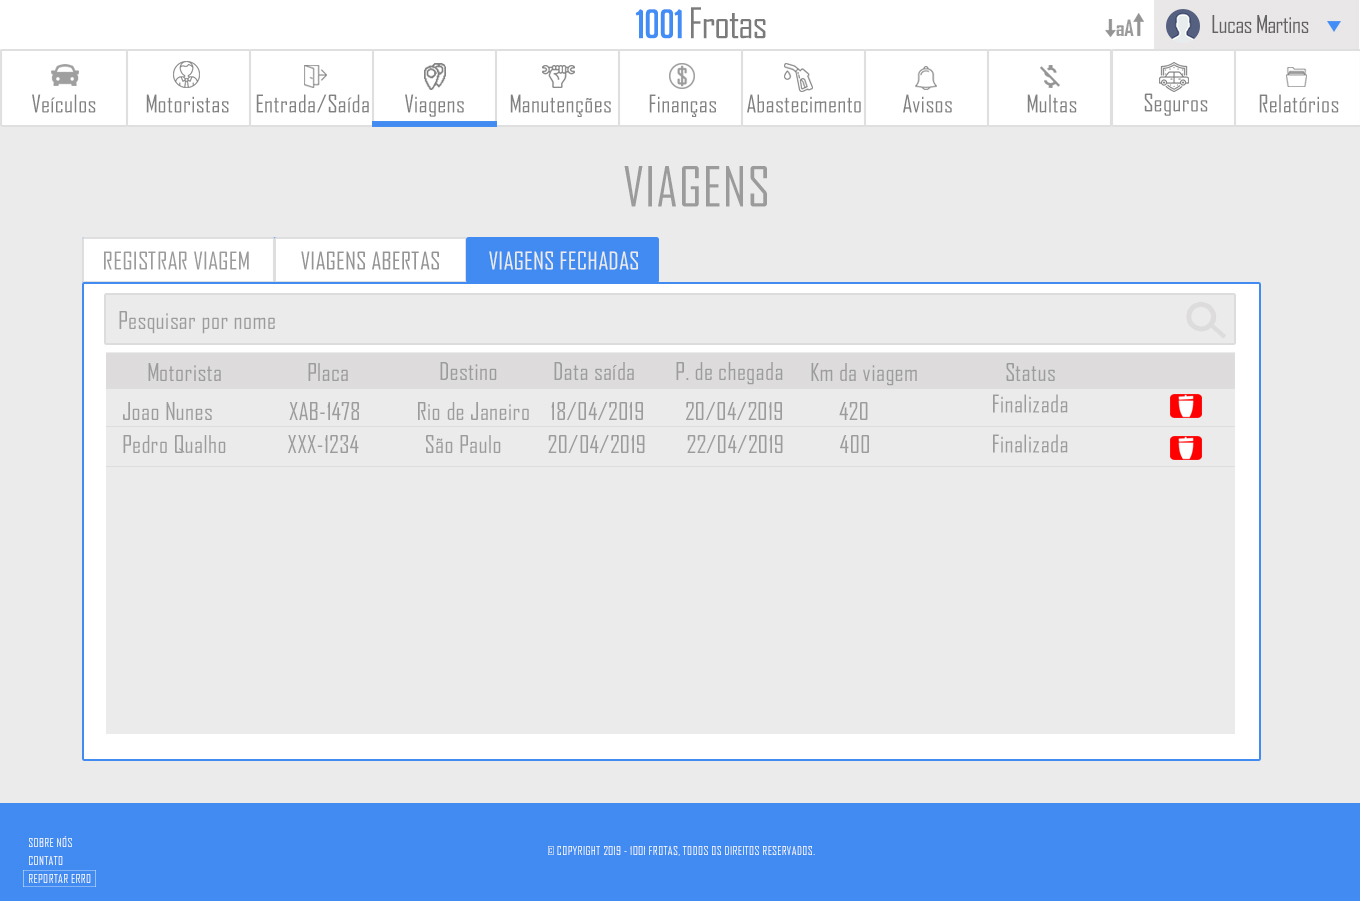 1001 Frotas
aA
Lucas Martins
Veículos Motoristas Entrada/Saída Viagens Manutenções Finanças Abastecimento Avisos Multas Seguros Relatórios
VIAGENS
REGISTRAR VIAGEM VIAGENS ABERTAS VIAGENS FECHADAS
Pesquisar por nome
Motorista Placa Destino Data saída P. de chegada Km da viagem Status
Joao Nunes XAB-1478 Rio de Janeiro 18/04/2019 20/04/2019 420 Finalizada
Pedro Qualho XXX-1234 São Paulo 20/04/2019 22/04/2019 400 Finalizada
SOBRE NÓS
CONTATO
REPORTAR ERRO
© COPYRIGHT 2019 - 1001 FROTAS, TODOS OS DIREITOS RESERVADOS.